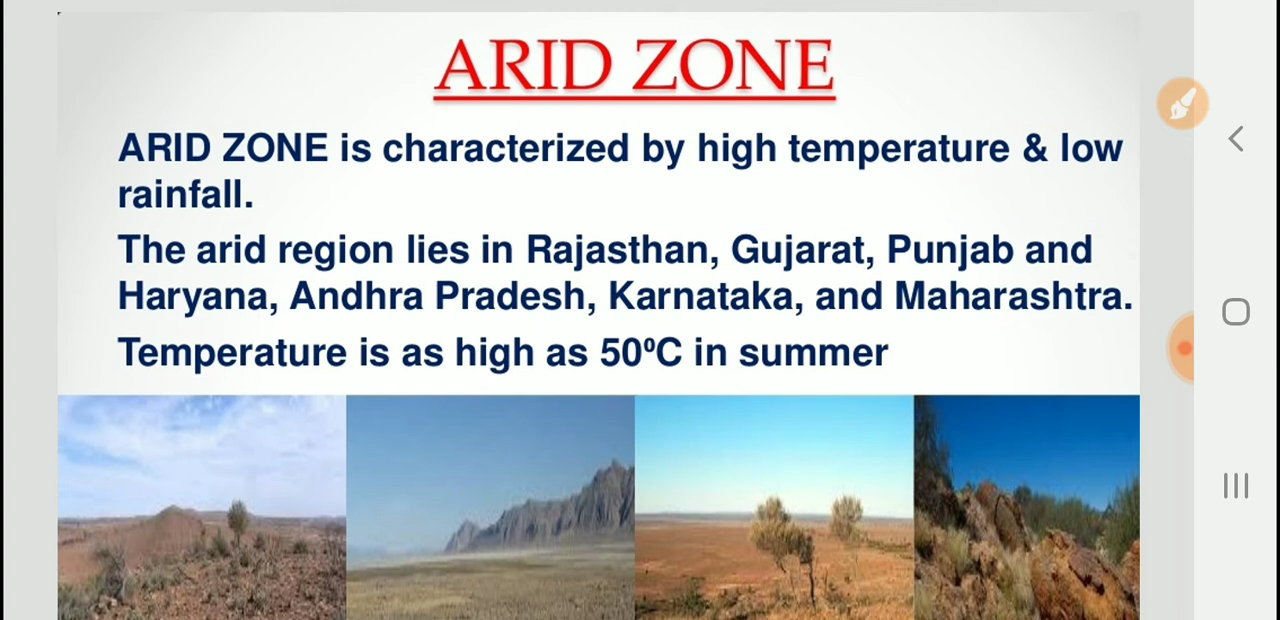 ARID ZONE
ARID ZONE is characterized by high temperature & low
rainfall.
The arid region lies in Rajasthan, Gujarat, Punjab and
Haryana, Andhra Pradesh, Karnataka, and Maharashtra.
Temperature is as high as 50⁰C in summer